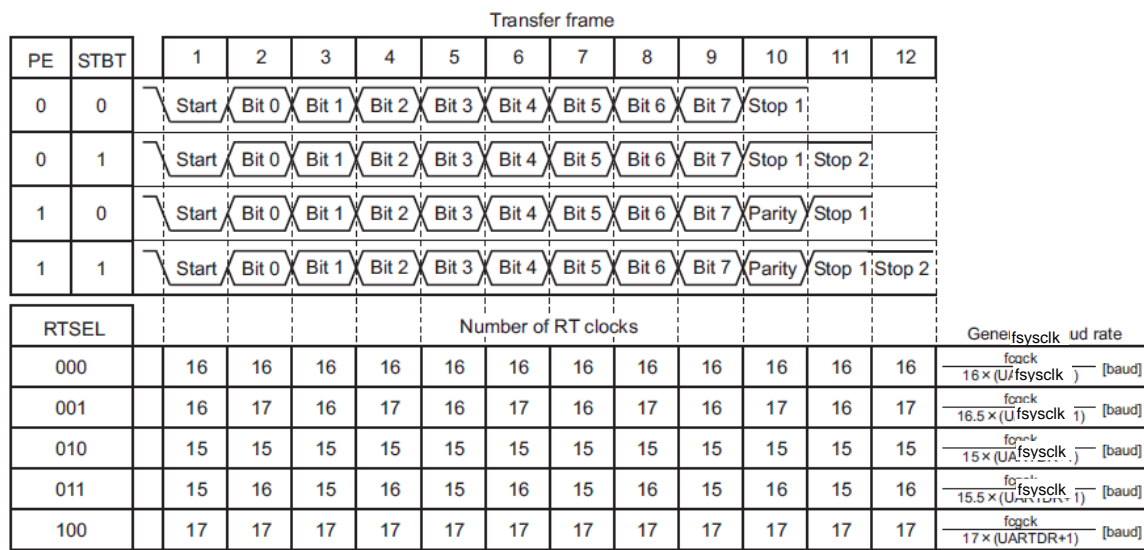 Transfer frame
PE STBT 1 2 3 4 5 6 7 8 9 10 11 12
0 0 Start Bit 0 Bit 1 Bit 2 Bit 3 Bit 4 Bit 5 Bit 6 Bit 7 Stop 1
0 1 Start Bit 0 Bit 1 Bit 2 Bit 3 Bit 4 Bit 5 Bit 6 Bit 7 Stop 1 Stop 2
1 0 Start Bit 0 Bit 1 Bit 2 Bit 3 Bit 4 Bit 5 Bit 6 Bit 7 Parity Stop 1
1 1 Start Bit 0 Bit 1 Bit 2 Bit 3 Bit 4 Bit 5 Bit 6 Bit 7 Parity Stop 1 Stop 2
RTSEL Number of RT clocks fsysclk rate
000 16 16 16 16 16 16 16 16 16 16 16 16 fcgck [baud]
16×( fsysclk )
001 16 17 16 17 16 17 16 17 16 17 16 17 fcgck [baud]
16.5×( fsysclk 1)
010 15 15 15 15 15 15 15 15 15 15 15 15 [baud]
15×( fsysclk )
011 15 16 15 16 15 16 15 16 15 16 15 16 [baud]
15.5×( fsysclk 1)
100 17 17 17 17 17 17 17 17 17 17 17 17 fcgck [baud]
17×(UARTDR+1)